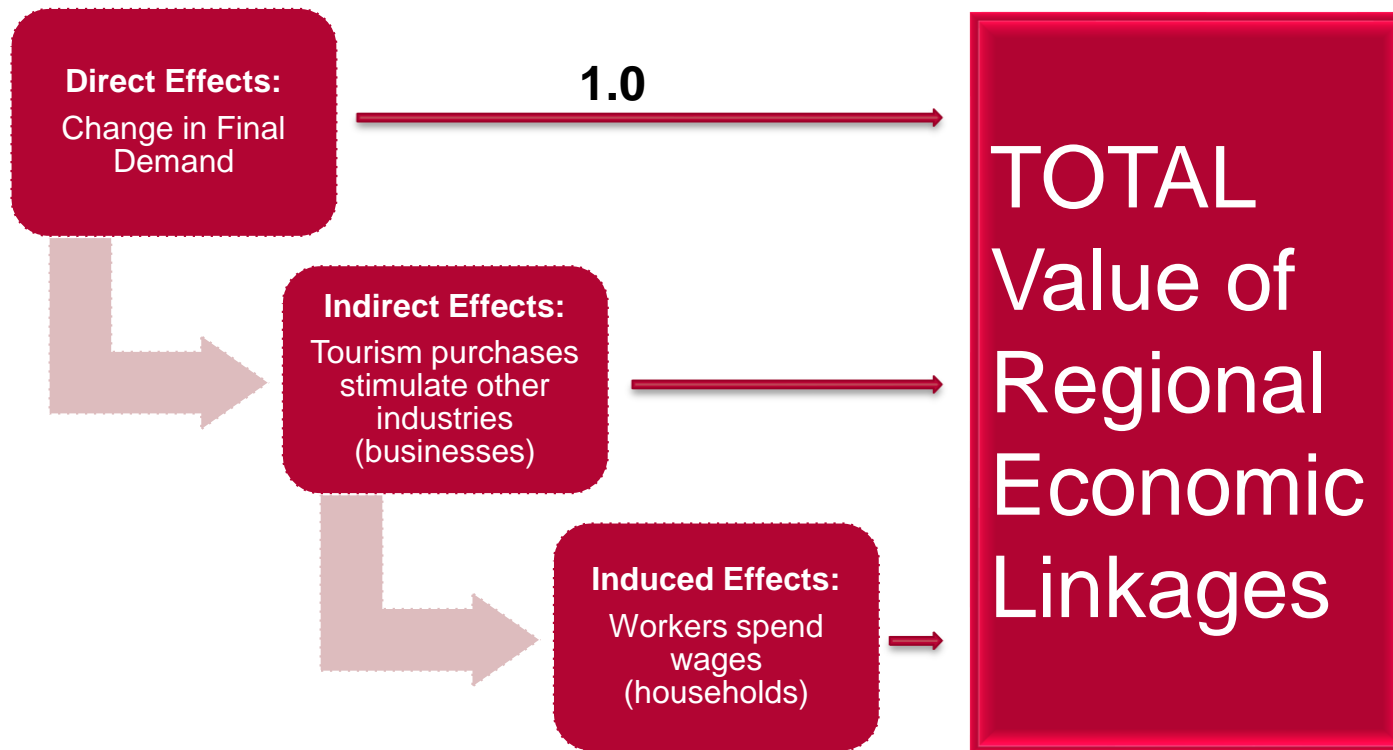 Direct Effects:
Change in Final
Demand
1.0
Indirect Effects:
Tourism purchases
stimulate other
industries
(businesses)
Induced Effects:
Workers spend
wages
(households)
TOTAL
Value of
Regional
Economic
Linkages